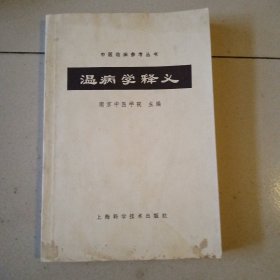 中医临床参考丛书
温病学释义
南京中医学院 主编
上海科学技术出版社